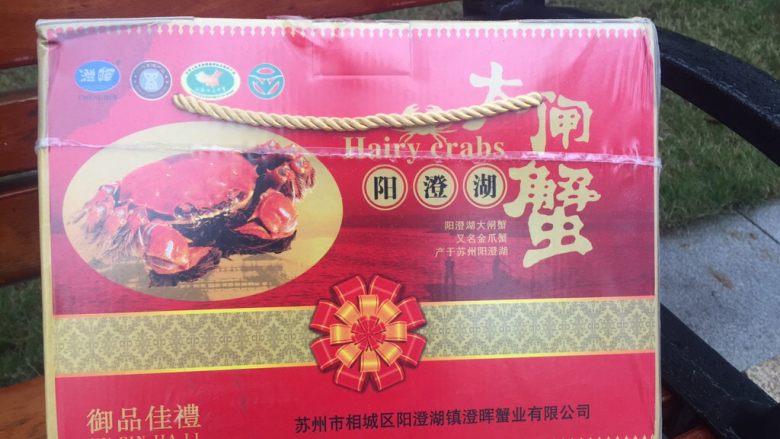 大闸蟹
Hairy crabs
阳澄湖
阳澄湖大闸蟹
又名金爪蟹
产于苏州阳澄湖
御品佳禮
苏州市相城区阳澄湖镇澄晖蟹业有限公司